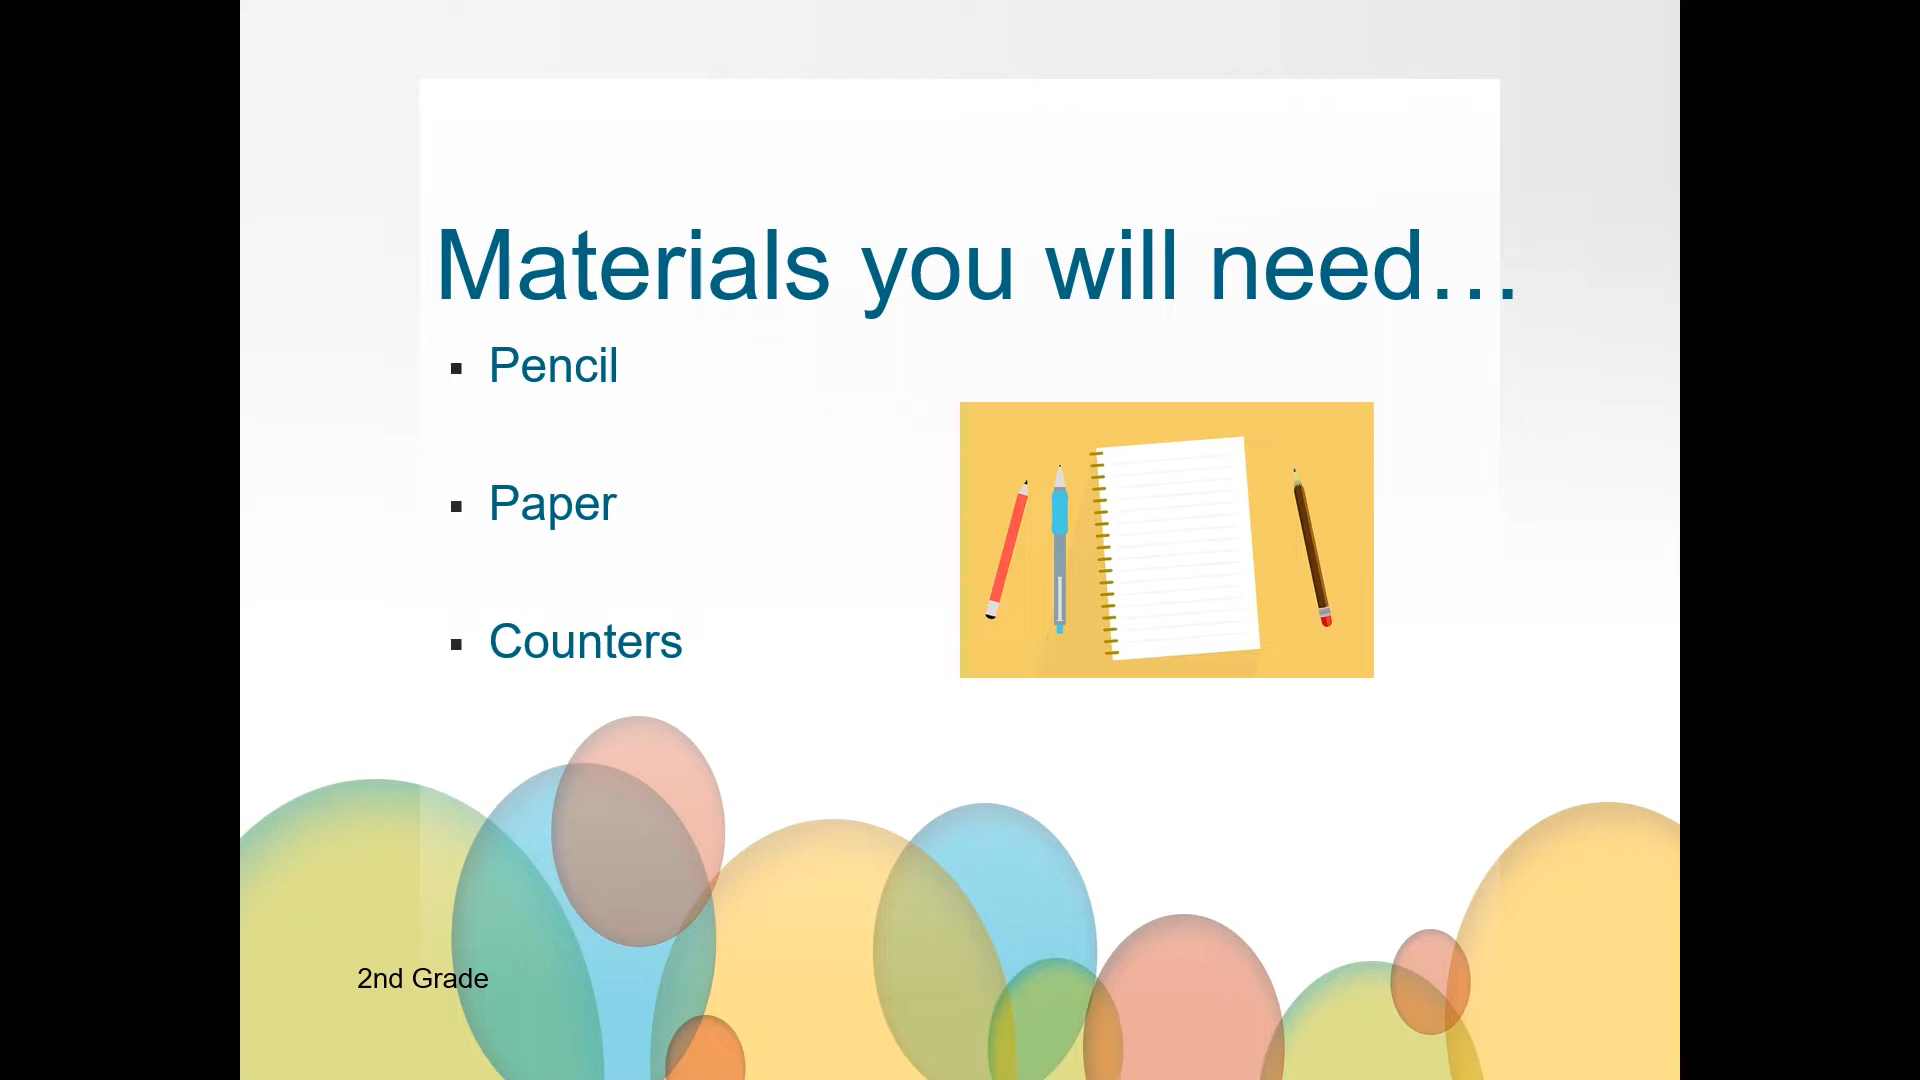 Materials you will need…
Pencil
Paper
Counters
2nd Grade